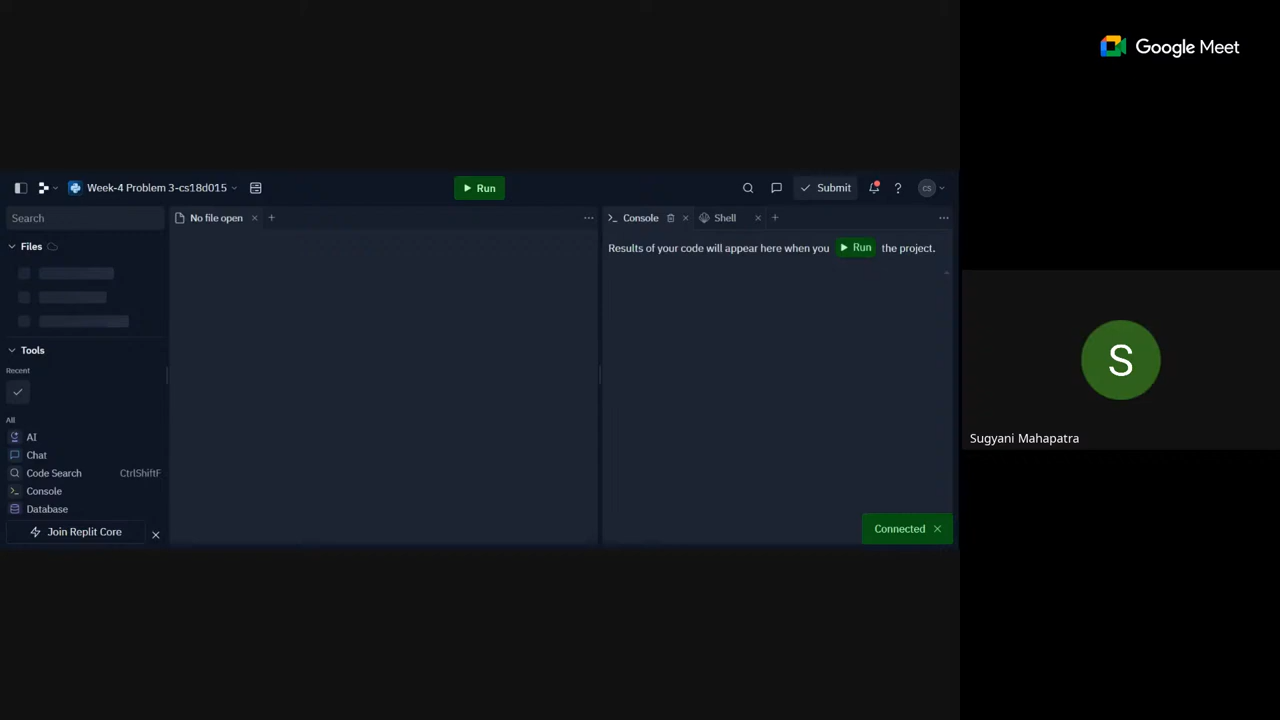 Google Meet
Week-4 Problem 3-cs18d015
Run
Submit
CS
Search
No file open
Console
Shell
Files
Results of your code will appear here when you Run the project.
Tools
Recent
All
AI
Chat
Code Search CtrlShiftF
Console
Database
Join Replit Core
Connected
S
Sugyani Mahapatra